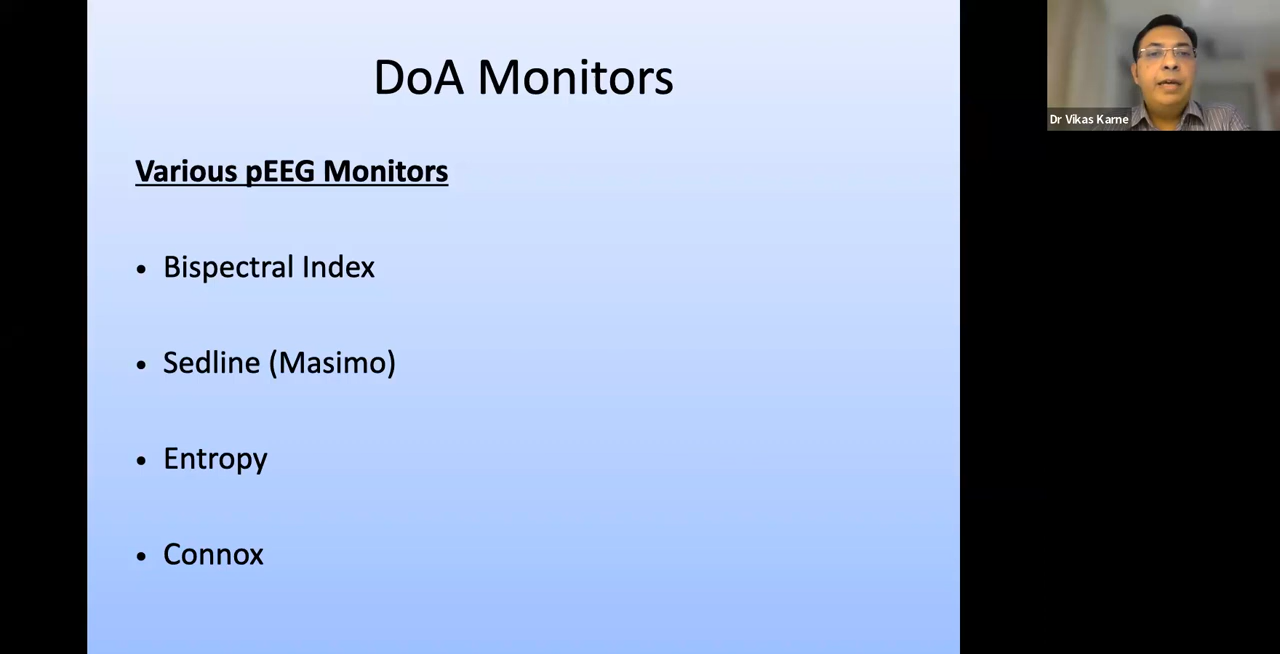 DoA Monitors
Dr Vikas Karne
Various pEEG Monitors
• Bispectral Index
• Sedline (Masimo)
• Entropy
• Connox